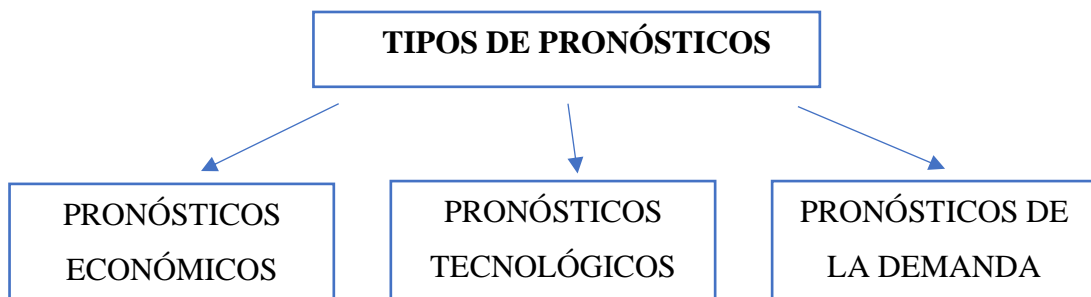 TIPOS DE PRONÓSTICOS
PRONÓSTICOS
ECONÓMICOS
PRONÓSTICOS
TECNOLÓGICOS
PRONÓSTICOS DE
LA DEMANDA